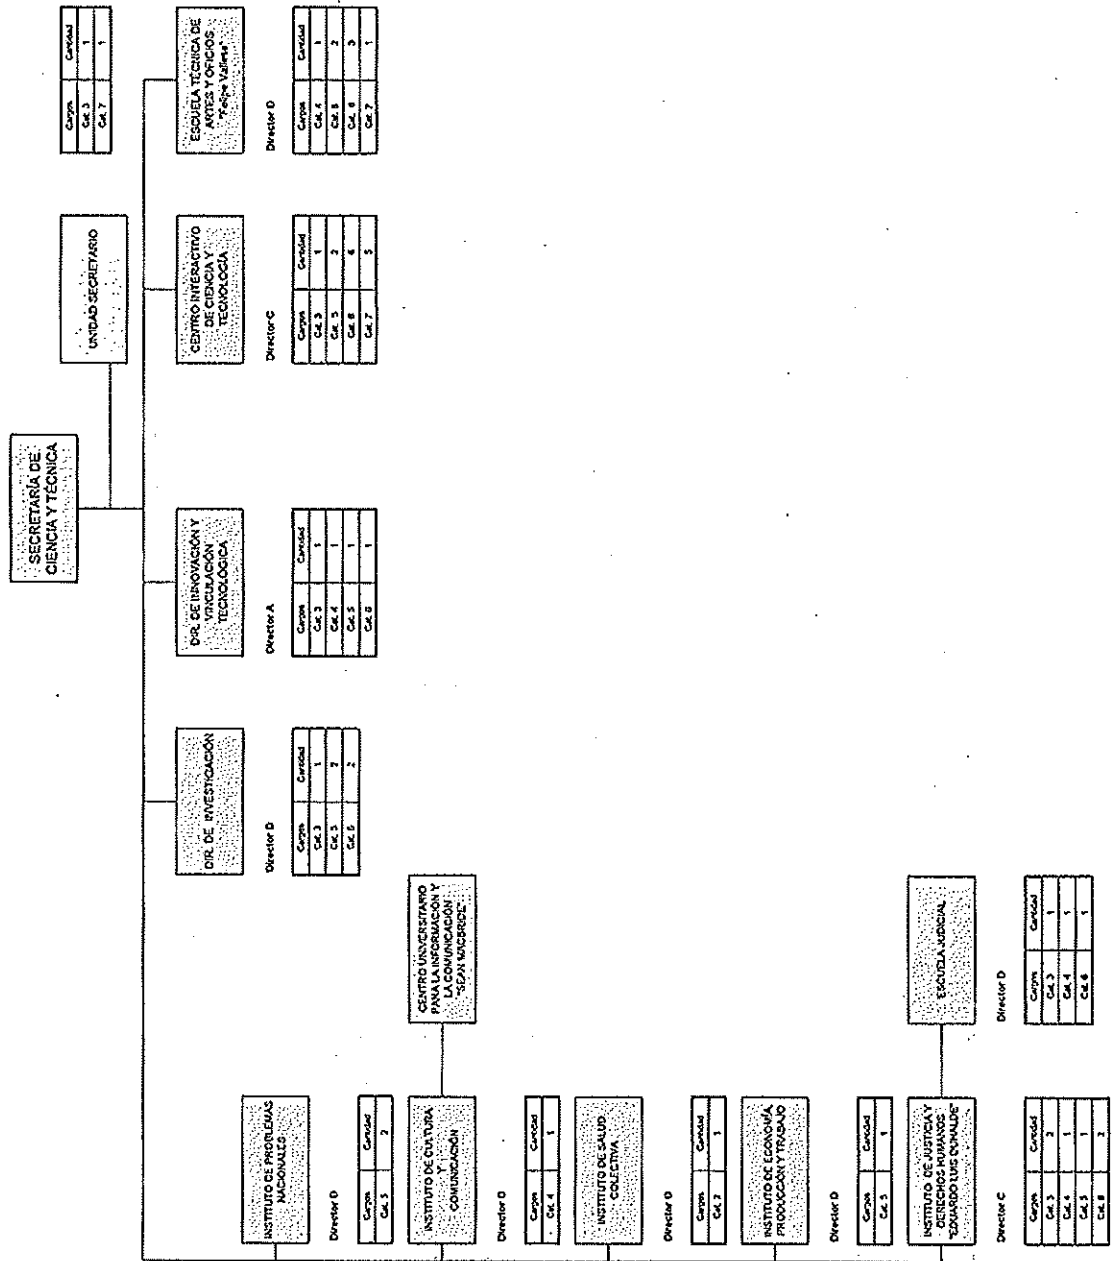 SECRETARÍA DE
CIENCIA Y TÉCNICA
UNIDAD SECRETARIO
Cargos Cantidad
Cat. 3 1
Cat. 7 1
DIR. DE INVESTIGACIÓN
Director D
Cargos Cantidad
Cat. 3 1
Cat. 5 2
Cat. 6 2
DIR. DE INNOVACIÓN Y
VINCULACIÓN
TECNOLÓGICA
Director A
Cargos Cantidad
Cat. 3 1
Cat. 4 1
Cat. 5 1
Cat. 6 1
CENTRO INTERACTIVO
DE CIENCIA Y
TECNOLOGÍA
Director C
Cargos Cantidad
Cat. 3 1
Cat. 5 2
Cat. 6
Cat. 7 5
ESCUELA TÉCNICA DE
ARTES Y OFICIOS
"Felipe Vallese"
Director D
Cargos Cantidad
Cat. 4 1
Cat. 5 2
Cat. 6 3
Cat. 7 1
INSTITUTO DE PROBLEMAS
NACIONALES
Director D
Cargos Cantidad
Cat. 5 2
INSTITUTO DE CULTURA
Y
COMUNICACIÓN
Director D
Cargos Cantidad
Cat. 4 1
CENTRO UNIVERSITARIO
PARA LA INFORMACIÓN Y
LA COMUNICACIÓN
"SEAN MACBRIDE"
INSTITUTO DE SALUD
COLECTIVA
Director D
Cargos Cantidad
Cat. 7 1
INSTITUTO DE ECONOMÍA,
PRODUCCIÓN Y TRABAJO
Director D
Cargos Cantidad
Cat. 5 1
INSTITUTO DE JUSTICIA Y
DERECHOS HUMANOS
"EDUARDO LUIS DUHALDE"
Director C
Cargos Cantidad
Cat. 3 2
Cat. 4 1
Cat. 5 1
Cat. 6 2
ESCUELA JUDICIAL
Director D
Cargos Cantidad
Cat. 3 1
Cat. 4 1
Cat. 6 1